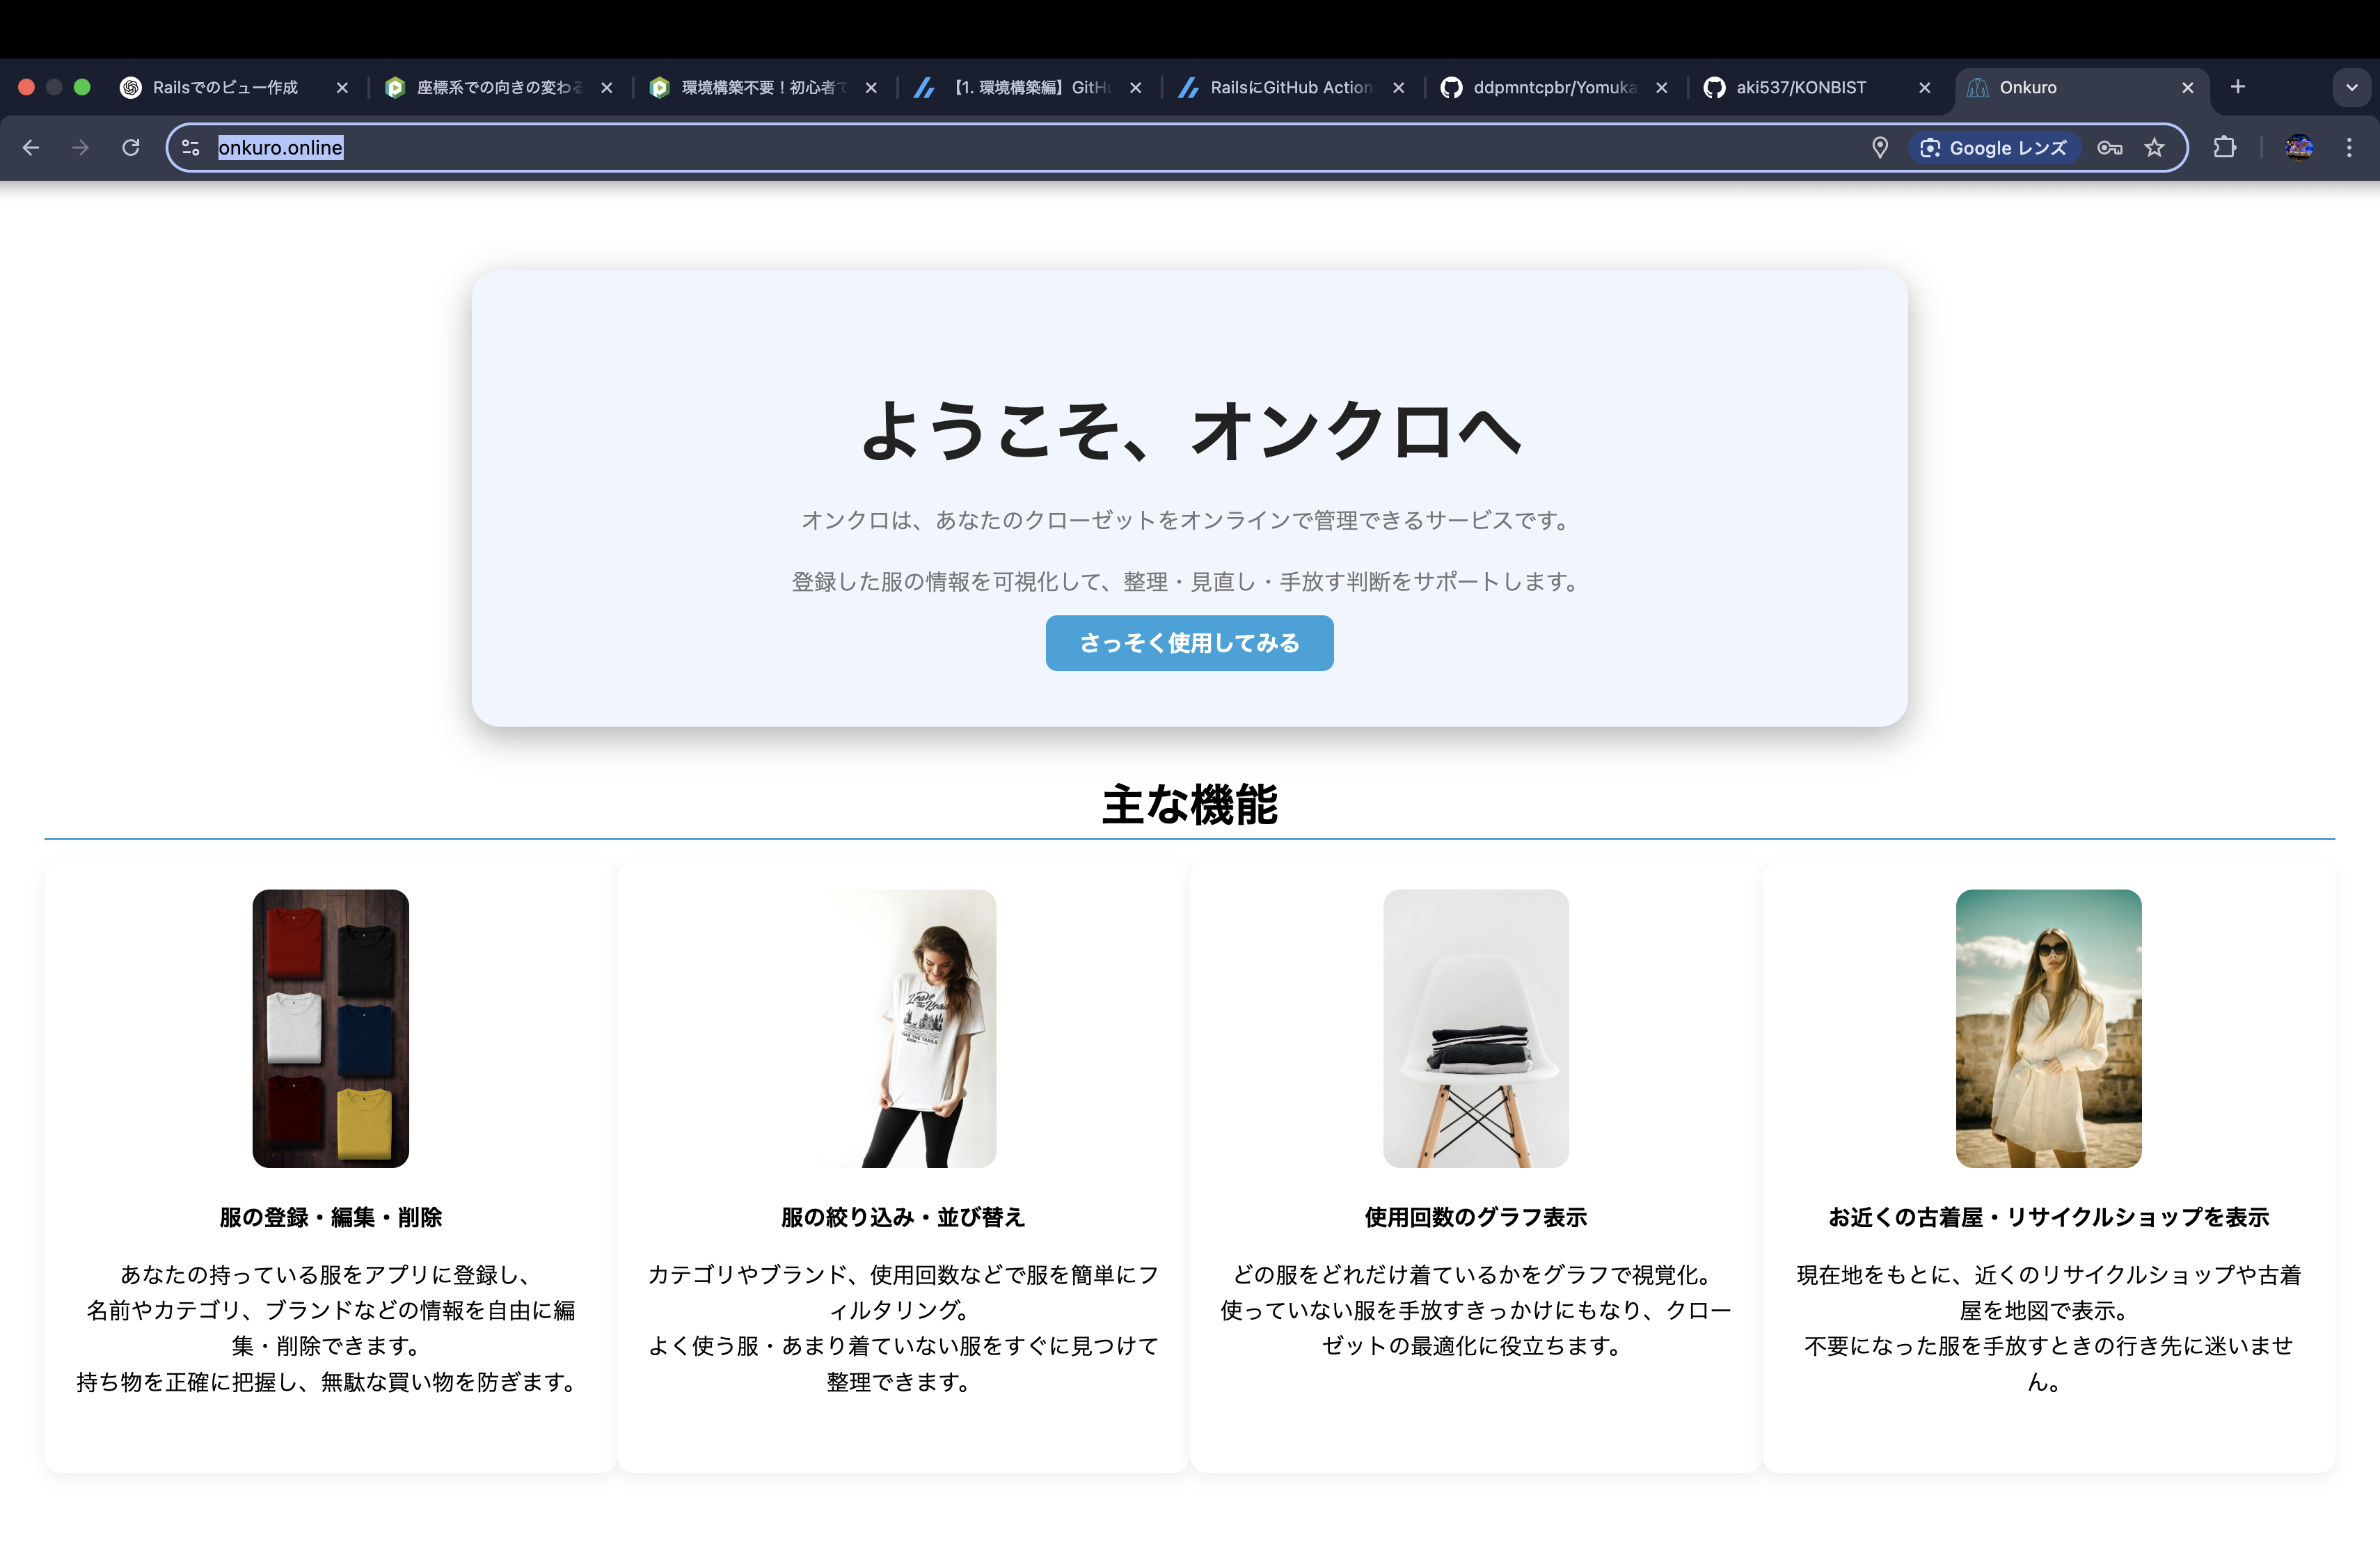 Railsでのビュー作成
座標系での向きの変わる
環境構築不要！初心者で
【1. 環境構築編】GitHu
RailsにGitHub Action
ddpmntcpbr/Yomuka
aki537/KONBIST
Onkuro
onkuro.online
Google レンズ
ようこそ、オンクロへ
オンクロは、あなたのクローゼットをオンラインで管理できるサービスです。
登録した服の情報を可視化して、整理・見直し・手放す判断をサポートします。
さっそく使用してみる
主な機能
服の登録・編集・削除
あなたの持っている服をアプリに登録し、
名前やカテゴリ、ブランドなどの情報を自由に編
集・削除できます。
持ち物を正確に把握し、無駄な買い物を防ぎます。
服の絞り込み・並び替え
カテゴリやブランド、使用回数などで服を簡単にフ
ィルタリング。
よく使う服・あまり着ていない服をすぐに見つけて
整理できます。
使用回数のグラフ表示
どの服をどれだけ着ているかをグラフで視覚化。
使っていない服を手放すきっかけにもなり、クロー
ゼットの最適化に役立ちます。
お近くの古着屋・リサイクルショップを表示
現在地をもとに、近くのリサイクルショップや古着
屋を地図で表示。
不要になった服を手放すときの行き先に迷いませ
ん。